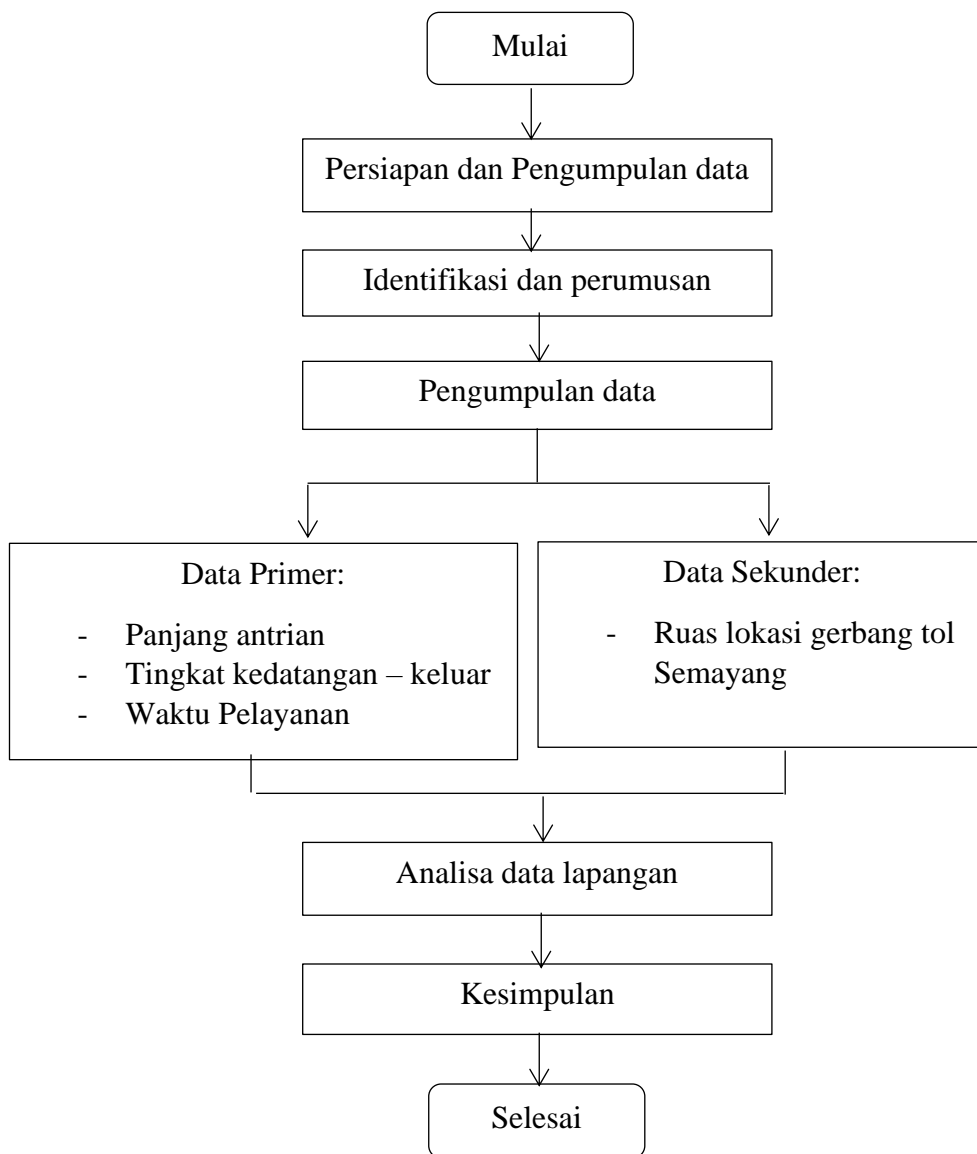 Mulai
Persiapan dan Pengumpulan data
Identifikasi dan perumusan
Pengumpulan data
Data Primer:
- Panjang antrian
- Tingkat kedatangan – keluar
- Waktu Pelayanan
Data Sekunder:
- Ruas lokasi gerbang tol
Semayang
Analisa data lapangan
Kesimpulan
Selesai